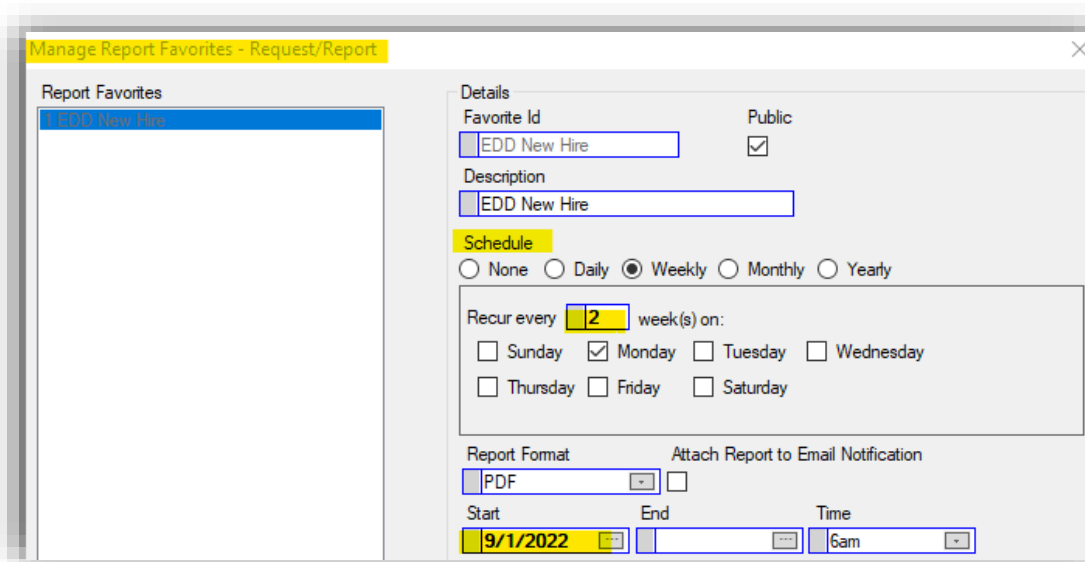 Manage Report Favorites - Request/Report
Report Favorites
1 EDD New Hire
Details
Favorite Id Public
EDD New Hire
Description
EDD New Hire
Schedule
None Daily Weekly Monthly Yearly
Recur every 2 week(s) on:
Sunday Monday Tuesday Wednesday
Thursday Friday Saturday
Report Format Attach Report to Email Notification
PDF
Start End Time
9/1/2022 6am